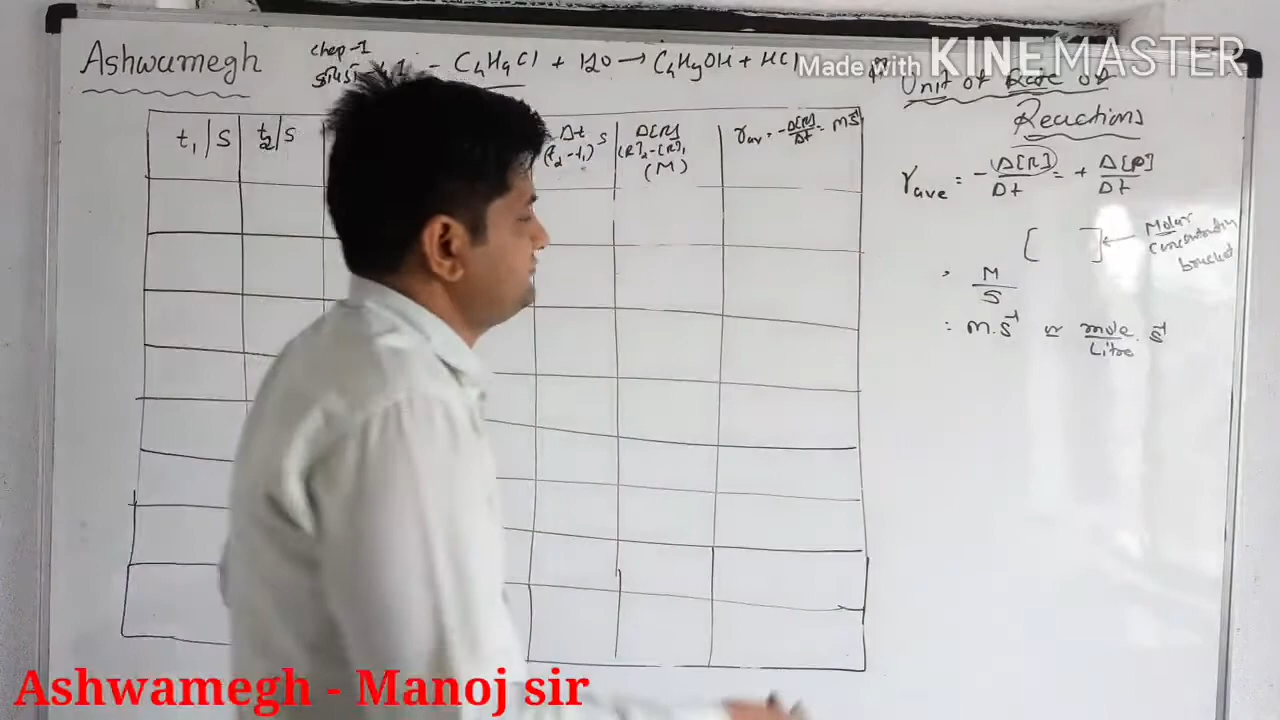 Ashwamegh
chap-1
C₄H₉Cl + H2O → C₄H₉OH + HCl
Made with KINEMASTER
Unit of Rate of
Reactions
t₁/S
t₂/S
Δt
(t₂-t₁) S
Δ[R]
[R]₂-[R]₁
(M)
rav = -Δ[R]/Δt = MS⁻¹
rave = -Δ[R]/Δt = + Δ[P]/Δt
[ ] ← Molar
concentration
bracket
M/S
= M.S⁻¹ or mole/Litre . S⁻¹
Ashwamegh - Manoj sir